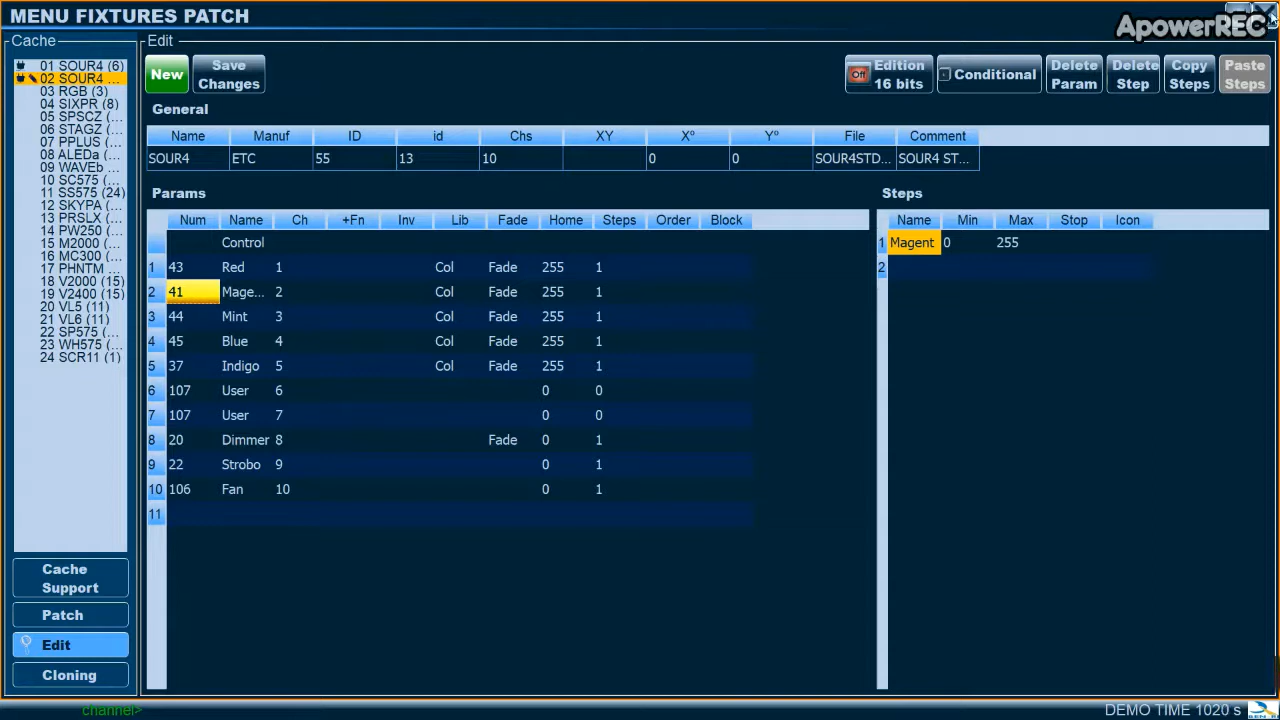 MENU FIXTURES PATCH
ApowerREC
Cache
Edit
01 SOUR4 (6)
02 SOUR4 ...
03 RGB (3)
04 SIXPR (8)
05 SPSCZ (...
06 STAGZ (...
07 PPLUS (...
08 ALEDa (...
09 WAVEb ...
10 SC575 (...
11 SS575 (24)
12 SKYPA (...
13 PRSLX (...
14 PW250 (...
15 M2000 (...
16 MC300 (...
17 PHNTM ...
18 V2000 (15)
19 V2400 (15)
20 VL5 (11)
21 VL6 (11)
22 SP575 (...
23 WH575 (...
24 SCR11 (1)
Cache
Support
Patch
Edit
Cloning
New
Save
Changes
Off
Edition
16 bits
Conditional
Delete
Param
Delete
Step
Copy
Steps
Paste
Steps
General
Name Manuf ID id Chs XY Xº Yº File Comment
SOUR4 ETC 55 13 10 0 0 SOUR4STD... SOUR4 ST...
Params
Num Name Ch +Fn Inv Lib Fade Home Steps Order Block
Control
1 43 Red 1 Col Fade 255 1
2 41 Mage... 2 Col Fade 255 1
3 44 Mint 3 Col Fade 255 1
4 45 Blue 4 Col Fade 255 1
5 37 Indigo 5 Col Fade 255 1
6 107 User 6 0 0
7 107 User 7 0 0
8 20 Dimmer 8 Fade 0 1
9 22 Strobo 9 0 1
10 106 Fan 10 0 1
11
Steps
Name Min Max Stop Icon
1 Magent 0 255
2
channel>
DEMO TIME 1020 s